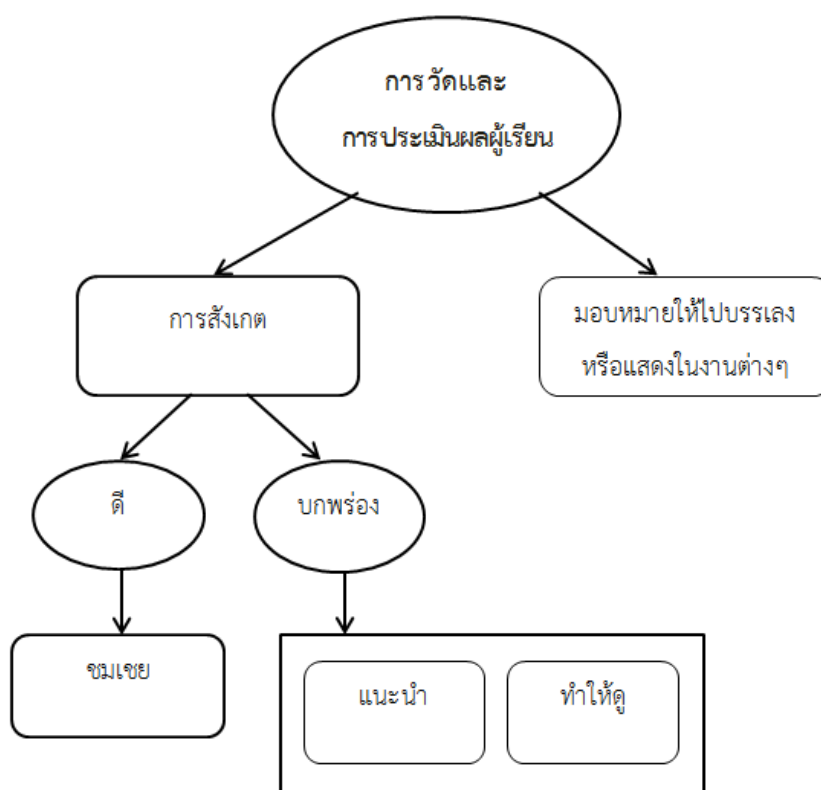 การวัดและ
การประเมินผลผู้เรียน
การสังเกต
มอบหมายให้ไปบรรเลง
หรือแสดงในงานต่างๆ
ดี
บกพร่อง
ชมเชย
แนะนำ
ทำให้ดู